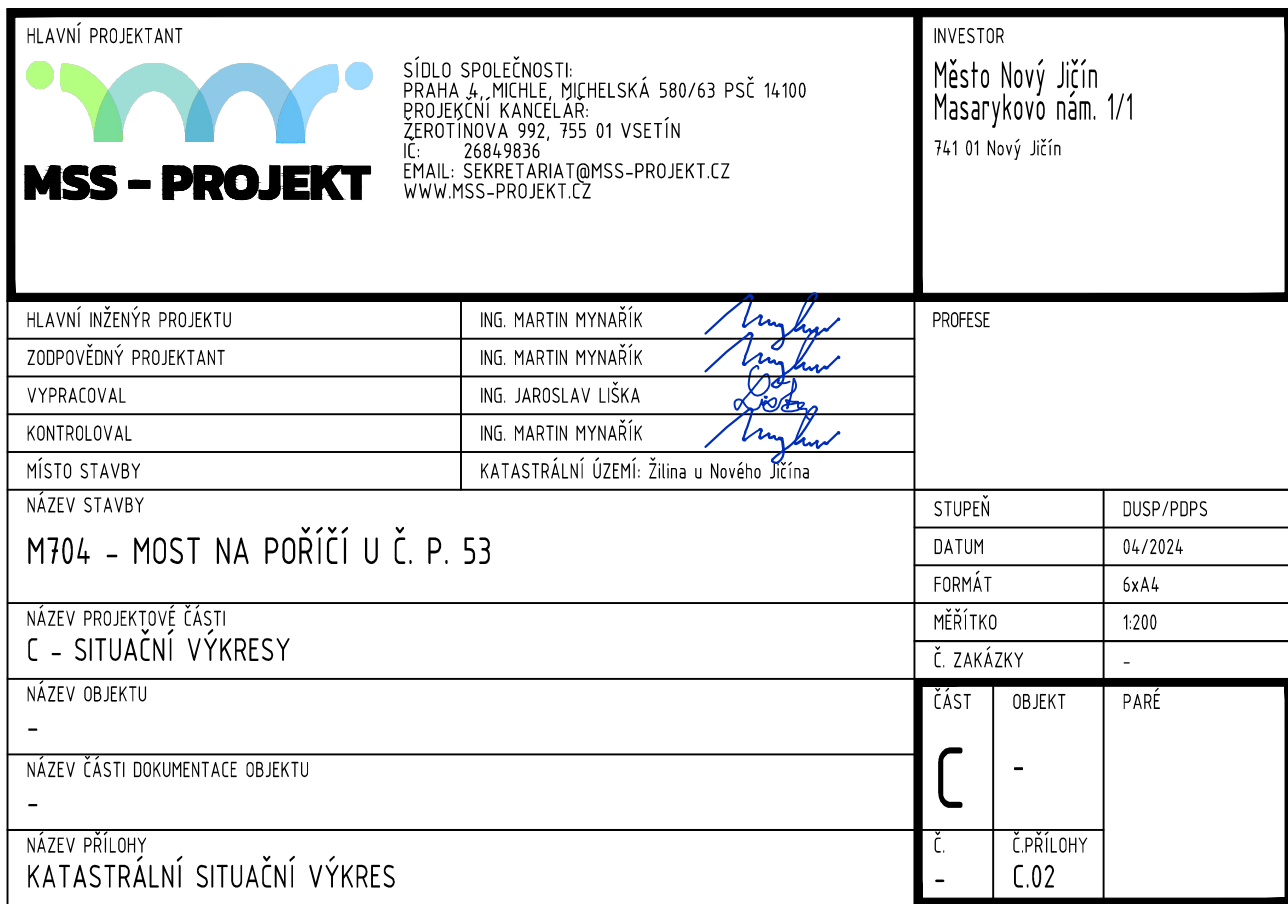 HLAVNÍ PROJEKTANT
MSS - PROJEKT
SÍDLO SPOLEČNOSTI:
PRAHA 4, MICHLE, MICHELSKÁ 580/63 PSČ 14100
PROJEKČNÍ KANCELÁŘ:
ŽEROTÍNOVA 992, 755 01 VSETÍN
IČ: 26849836
EMAIL: SEKRETARIAT@MSS-PROJEKT.CZ
WWW.MSS-PROJEKT.CZ
INVESTOR
Město Nový Jičín
Masarykovo nám. 1/1
741 01 Nový Jičín
HLAVNÍ INŽENÝR PROJEKTU ING. MARTIN MYNAŘÍK
ZODPOVĚDNÝ PROJEKTANT ING. MARTIN MYNAŘÍK
VYPRACOVAL ING. JAROSLAV LIŠKA
KONTROLOVAL ING. MARTIN MYNAŘÍK
MÍSTO STAVBY KATASTRÁLNÍ ÚZEMÍ: Žilina u Nového Jičína
PROFESE
NÁZEV STAVBY
M704 - MOST NA POŘÍČÍ U Č. P. 53
STUPEŇ DUSP/PDPS
DATUM 04/2024
FORMÁT 6xA4
MĚŘÍTKO 1:200
Č. ZAKÁZKY -
NÁZEV PROJEKTOVÉ ČÁSTI
C - SITUAČNÍ VÝKRESY
NÁZEV OBJEKTU
-
NÁZEV ČÁSTI DOKUMENTACE OBJEKTU
-
NÁZEV PŘÍLOHY
KATASTRÁLNÍ SITUAČNÍ VÝKRES
ČÁST OBJEKT PARÉ
C -
Č. Č.PŘÍLOHY
- C.02